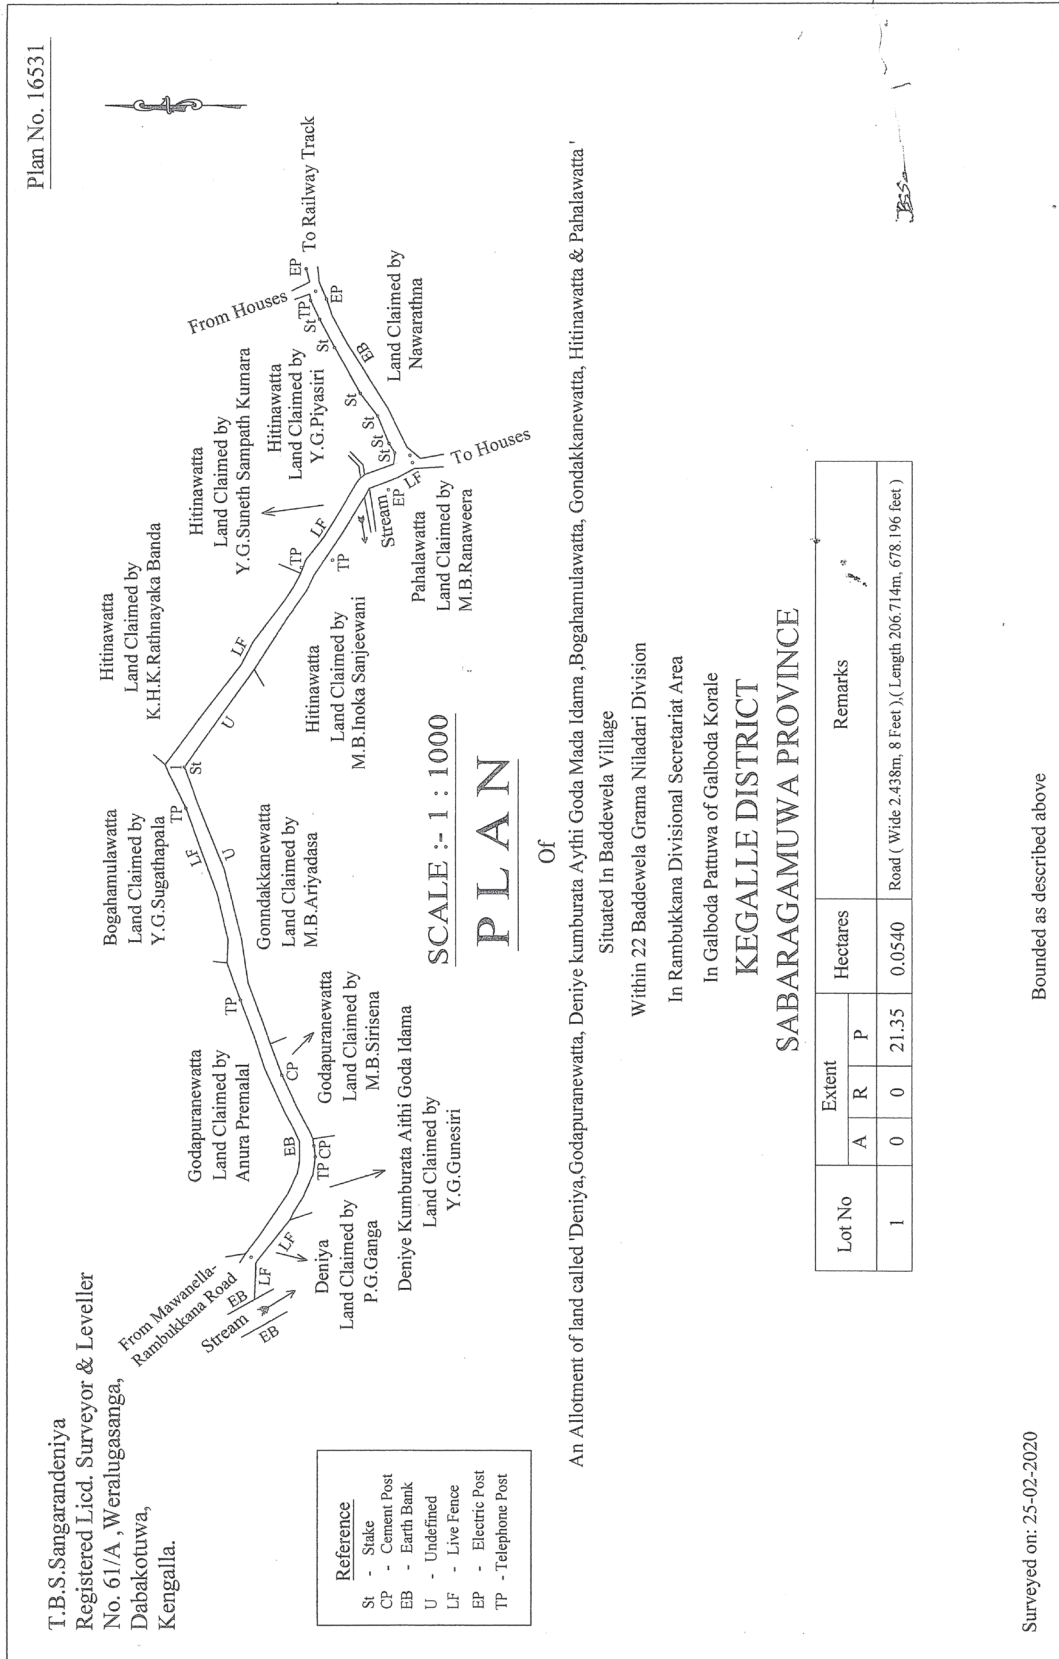 Plan No. 16531
T.B.S.Sangarandeniya
Registered Licd. Surveyor & Leveller
No. 61/A ,Weralugasanga,
Dabakotuwa,
Kengalla.
From Mawanella-
Rambukkana Road
EB
Stream
EB
LF
LF
Deniya
Land Claimed by
P.G.Ganga
Deniye Kumburata Aithi Goda Idama
Land Claimed by
Y.G.Gunesiri
Godapuranewatta
Land Claimed by
Anura Premalal
EB
TP
CP
CP
Godapuranewatta
Land Claimed by
M.B.Sirisena
TP
Bogahamulawatta
Land Claimed by
Y.G.Sugathapala
LF
TP
U
Gonndakkanewatta
Land Claimed by
M.B.Ariyadasa
1
St
U
Hitinawatta
Land Claimed by
K.H.K.Rathnayaka Banda
LF
Hitinawatta
Land Claimed by
M.B.Inoka Sanjeewani
TP
TP
LF
Hitinawatta
Land Claimed by
Y.G.Suneth Sampath Kumara
Hitinawatta
Land Claimed by
Y.G.Piyasiri
Stream
EP
LF
Pahalawatta
Land Claimed by
M.B.Ranaweera
To Houses
St
St
St
St
St
St
TP
EP
EP
EB
From Houses
To Railway Track
Land Claimed by
Nawarathna
Reference
St - Stake
CP - Cement Post
EB - Earth Bank
U - Undefined
LF - Live Fence
EP - Electric Post
TP - Telephone Post
SCALE :- 1 : 1000
PLAN
Of
An Allotment of land called 'Deniya,Godapuranewatta, Deniye kumburata Aythi Goda Mada Idama ,Bogahamulawatta, Gondakkanewatta, Hitinawatta & Pahalawatta '
Situated In Baddewela Village
Within 22 Baddewela Grama Niladari Division
In Rambukkana Divisional Secretariat Area
In Galboda Pattuwa of Galboda Korale
KEGALLE DISTRICT
SABARAGAMUWA PROVINCE
Lot No Extent Hectares Remarks
A R P
1 0 0 21.35 0.0540 Road ( Wide 2.438m, 8 Feet ),( Length 206.714m, 678.196 feet )
Bounded as described above
Surveyed on: 25-02-2020